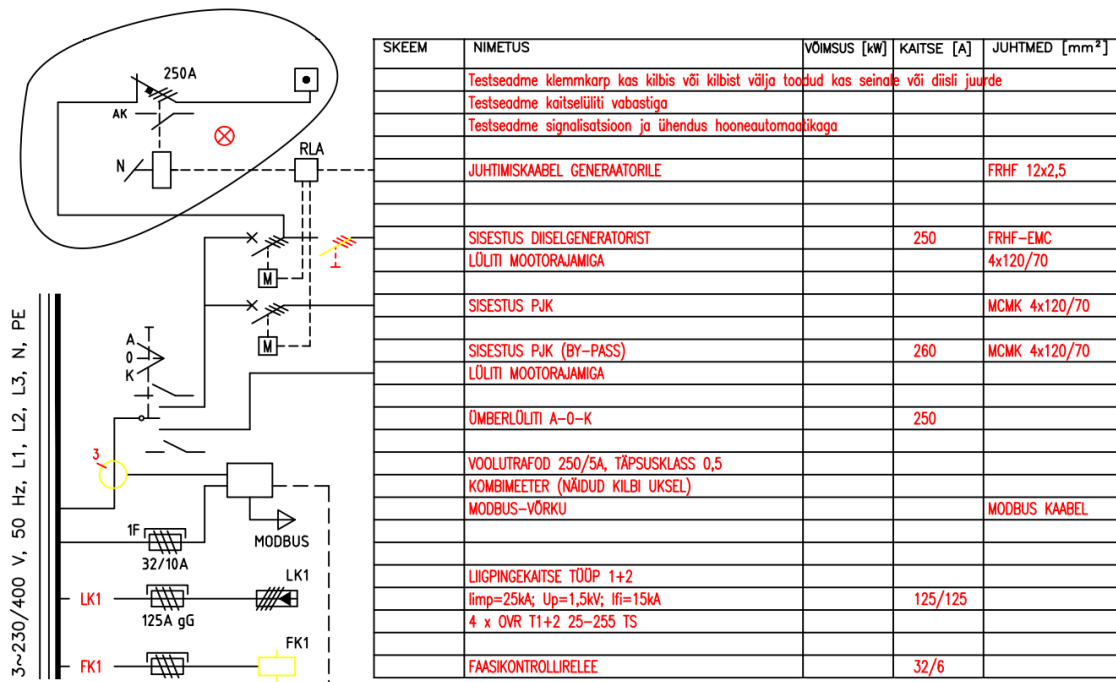 SKEEM NIMETUS VÕIMSUS [kW] KAITSE [A] JUHTMED [mm²]
250A
Testseadme klemmkarp kas kilbis või kilbist välja toodud kas seinale või diisli juurde
Testseadme kaitselüliti vabastiga
AK
Testseadme signalisatsioon ja ühendus hooneautomaatikaga
RLA
N
JUHTIMISKAABEL GENERAATORILE FRHF 12x2,5
SISESTUS DIISELGENERATORIST 250 FRHF-EMC
M
LÜLITI MOOTORAJAMIGA 4x120/70
SISESTUS PJK MCMK 4x120/70
M
A
O
K
SISESTUS PJK (BY-PASS) 260 MCMK 4x120/70
LÜLITI MOOTORAJAMIGA
ÜMBERLÜLITI A-O-K 250
3
VOOLUTRAFOD 250/5A, TÄPSUSKLASS 0,5
KOMBIMEETER (NÄIDUD KILBI UKSEL)
MODBUS-VÕRKU MODBUS KAABEL
1F
MODBUS
32/10A
LIIGPINGEKAITSE TÜÜP 1+2
LK1
LK1
Iimp=25kA; Up=1,5kV; Ifi=15kA 125/125
125A gG
4 x OVR T1+2 25-255 TS
FK1
FK1
FAASIKONTROLLIRELEE 32/6
3~230/400 V, 50 Hz, L1, L2, L3, N, PE